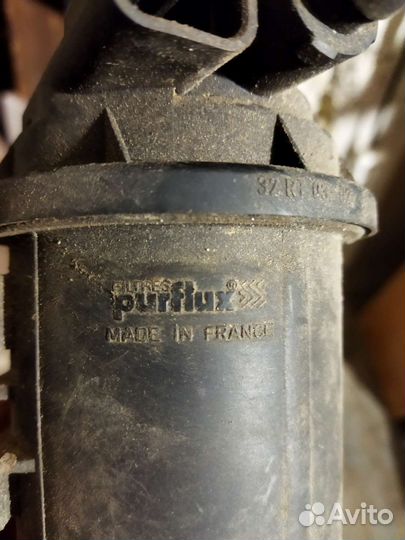 FILTRES
purflux®
MADE IN FRANCE
Avito